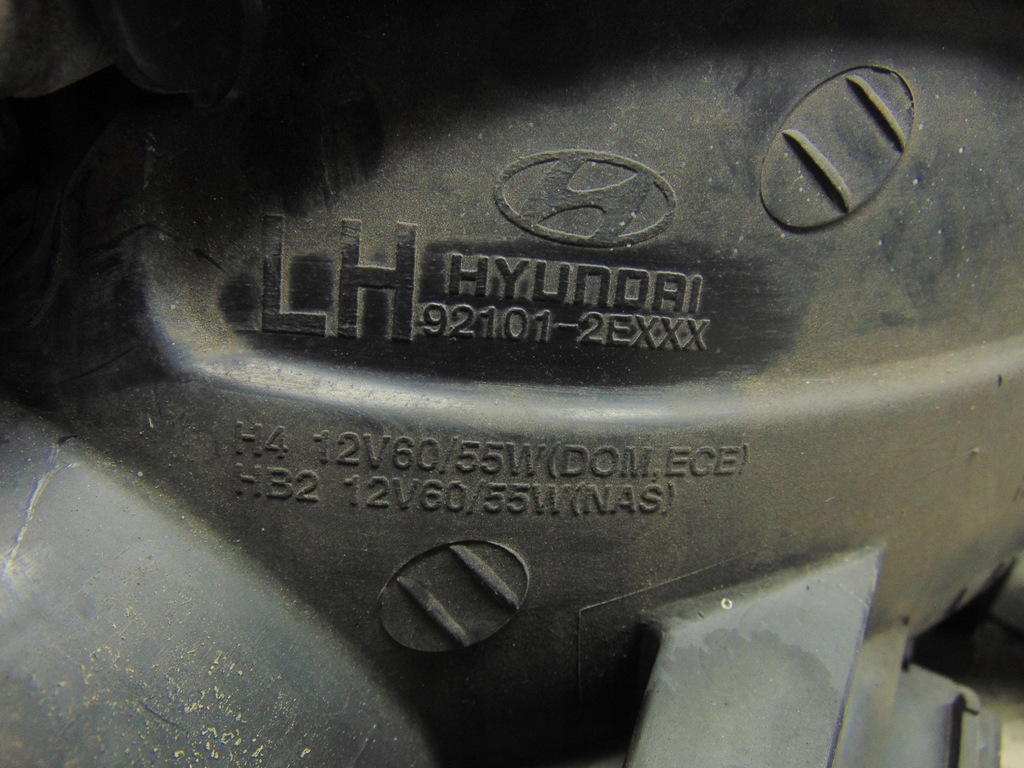 LH HYUNDAI
92101-2EXXX
H4 12V60/55W(DOM.ECE)
HB2 12V60/55W(NAS)